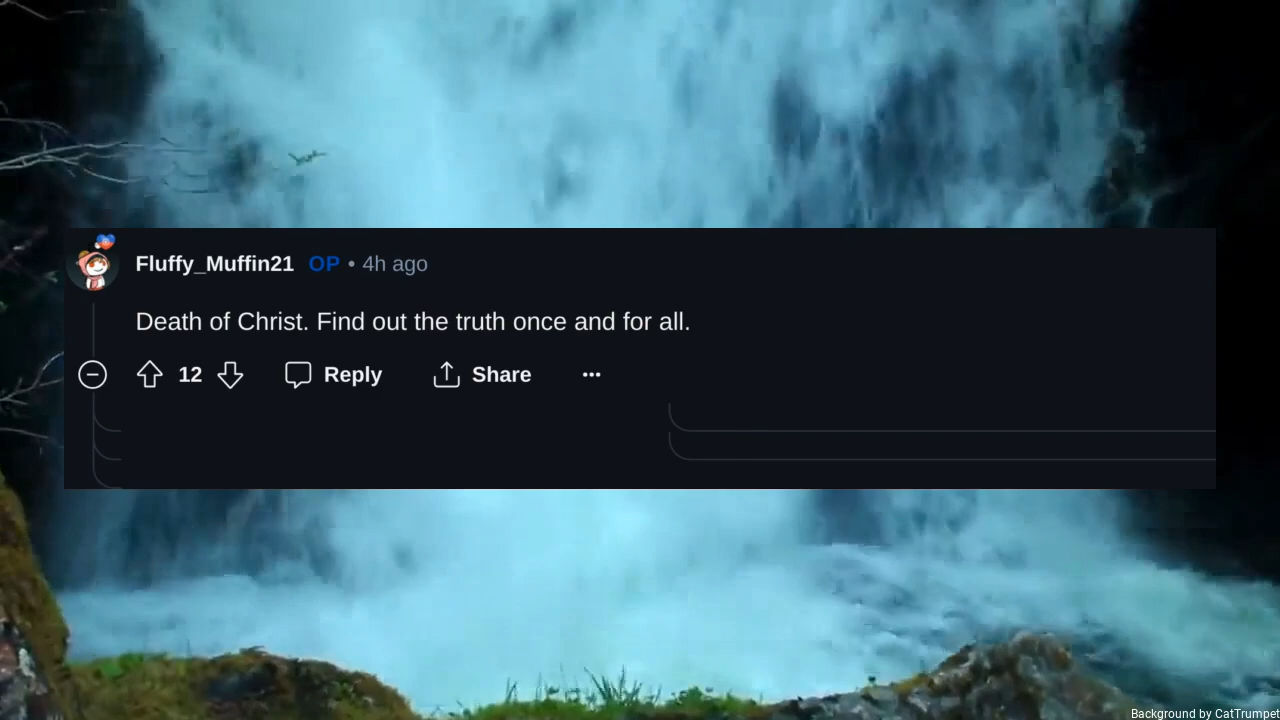 Fluffy_Muffin21 OP • 4h ago
Death of Christ. Find out the truth once and for all.
12 Reply Share
Background by CatTrumpet